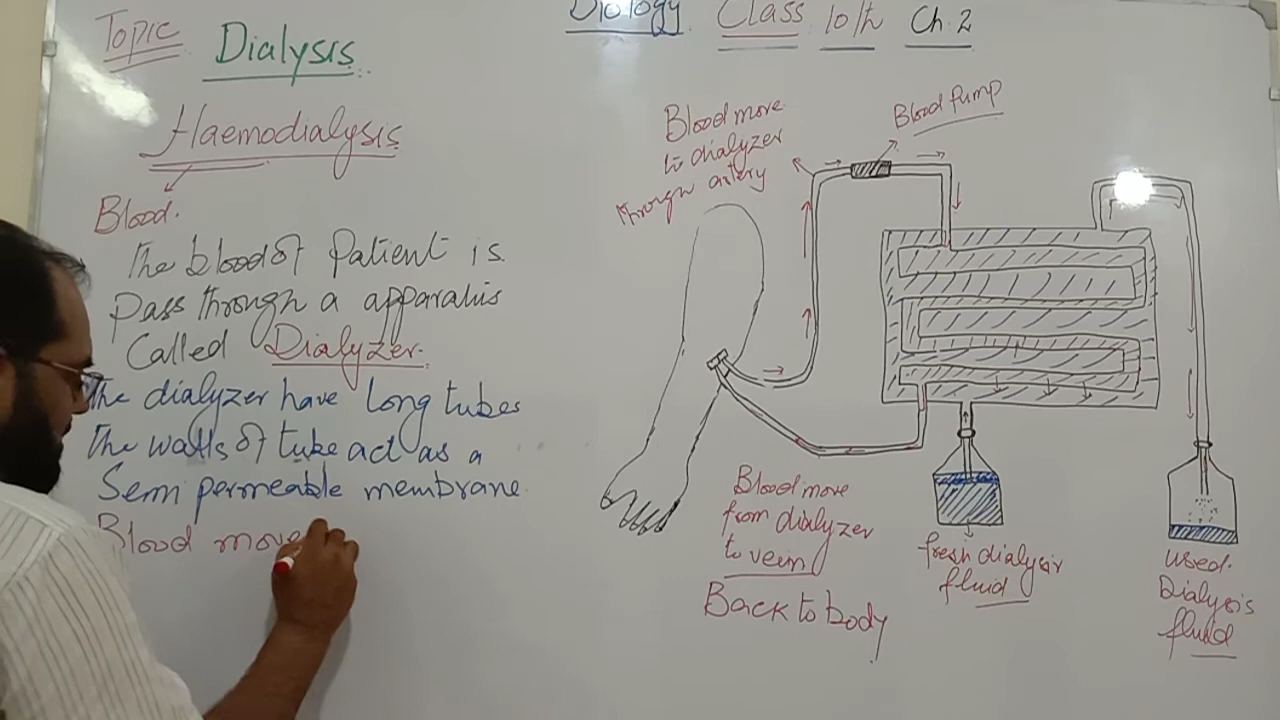 Biology Class 10th Ch. 2
Topic Dialysis
Haemodialysis
Blood.
The blood of Patient is
pass through a apparatus
Called Dialyzer.
The dialyzer have long tubes
The walls of tube act as a
Semi permeable membrane
Blood move
Blood move
to dialyzer
through artery
Blood Pump
Blood move
from dialyzer
to vein
Back to body
fresh dialysis
fluid
used.
Dialysis
fluid